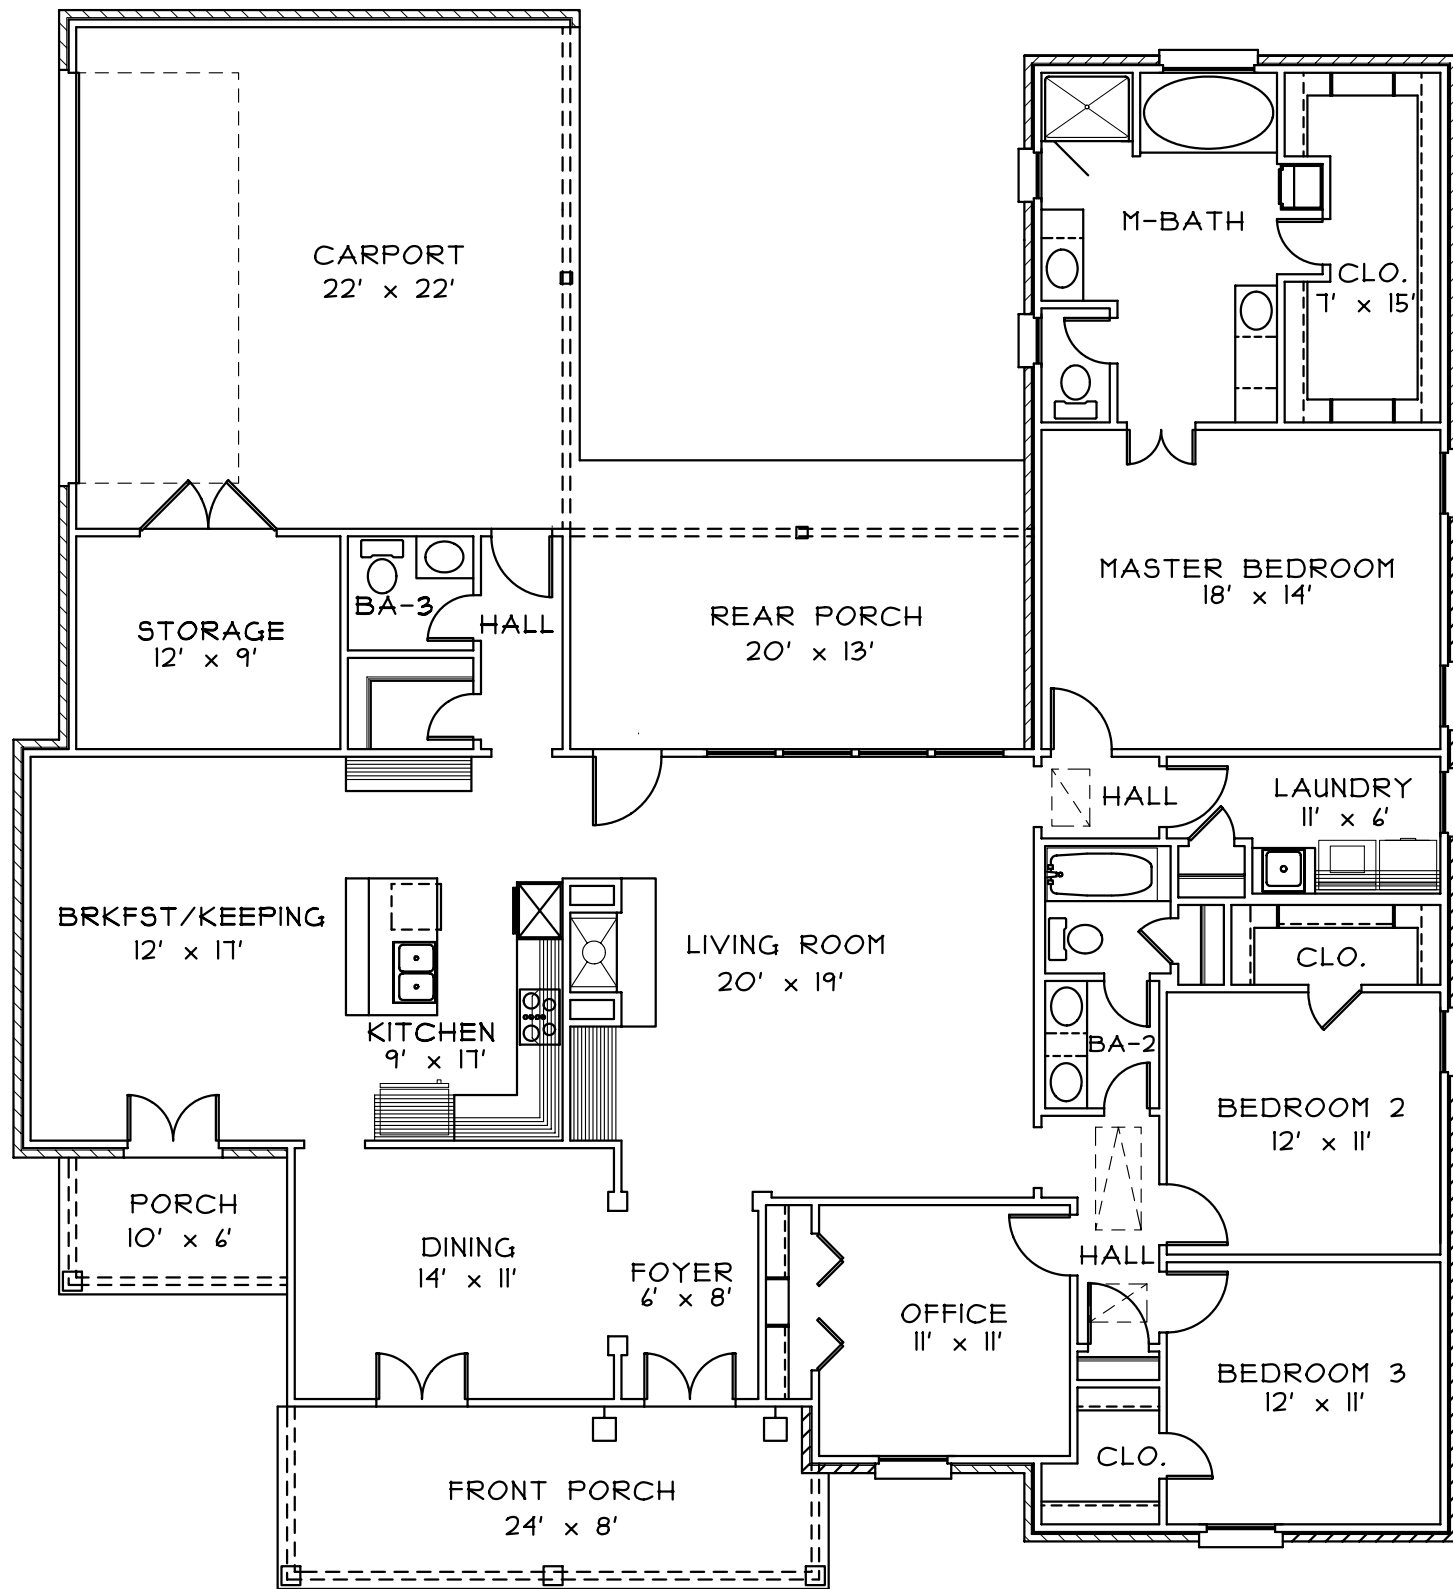 CARPORT
22' x 22'
M-BATH
CLO.
7' x 15'
MASTER BEDROOM
18' x 14'
STORAGE
12' x 9'
BA-3
HALL
REAR PORCH
20' x 13'
HALL
LAUNDRY
11' x 6'
BRKFST/KEEPING
12' x 17'
KITCHEN
9' x 17'
LIVING ROOM
20' x 19'
CLO.
BA-2
BEDROOM 2
12' x 11'
PORCH
10' x 6'
DINING
14' x 11'
FOYER
6' x 8'
HALL
OFFICE
11' x 11'
BEDROOM 3
12' x 11'
CLO.
FRONT PORCH
24' x 8'